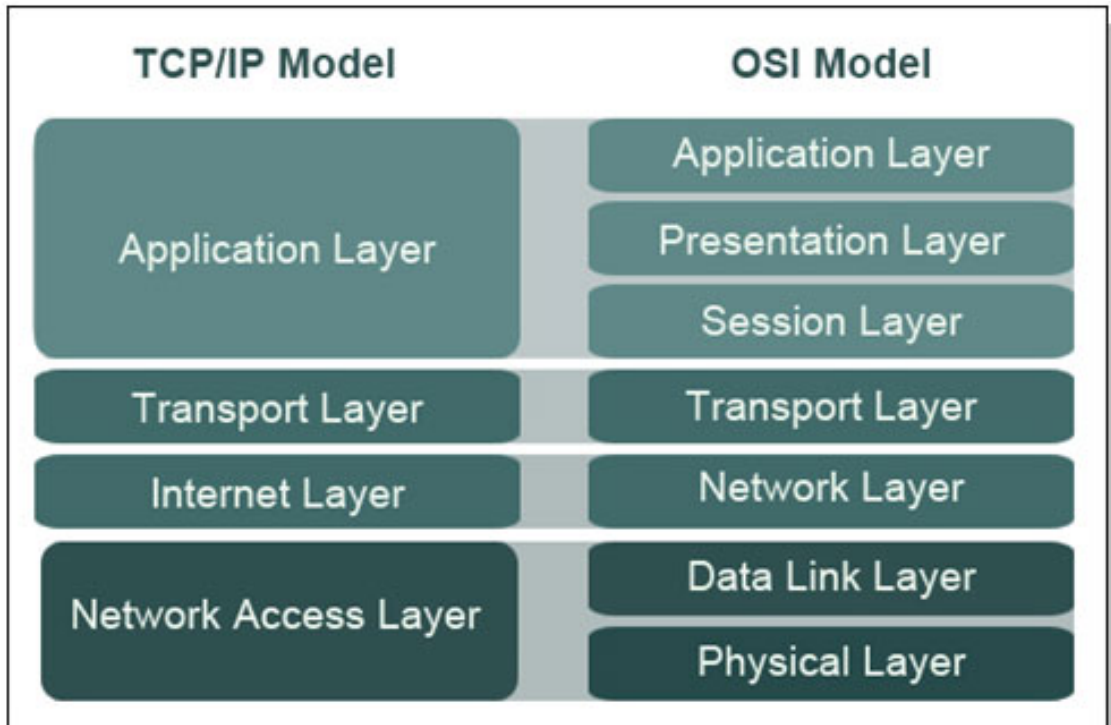 TCP/IP Model
Application Layer
Transport Layer
Internet Layer
Network Access Layer
OSI Model
Application Layer
Presentation Layer
Session Layer
Transport Layer
Network Layer
Data Link Layer
Physical Layer